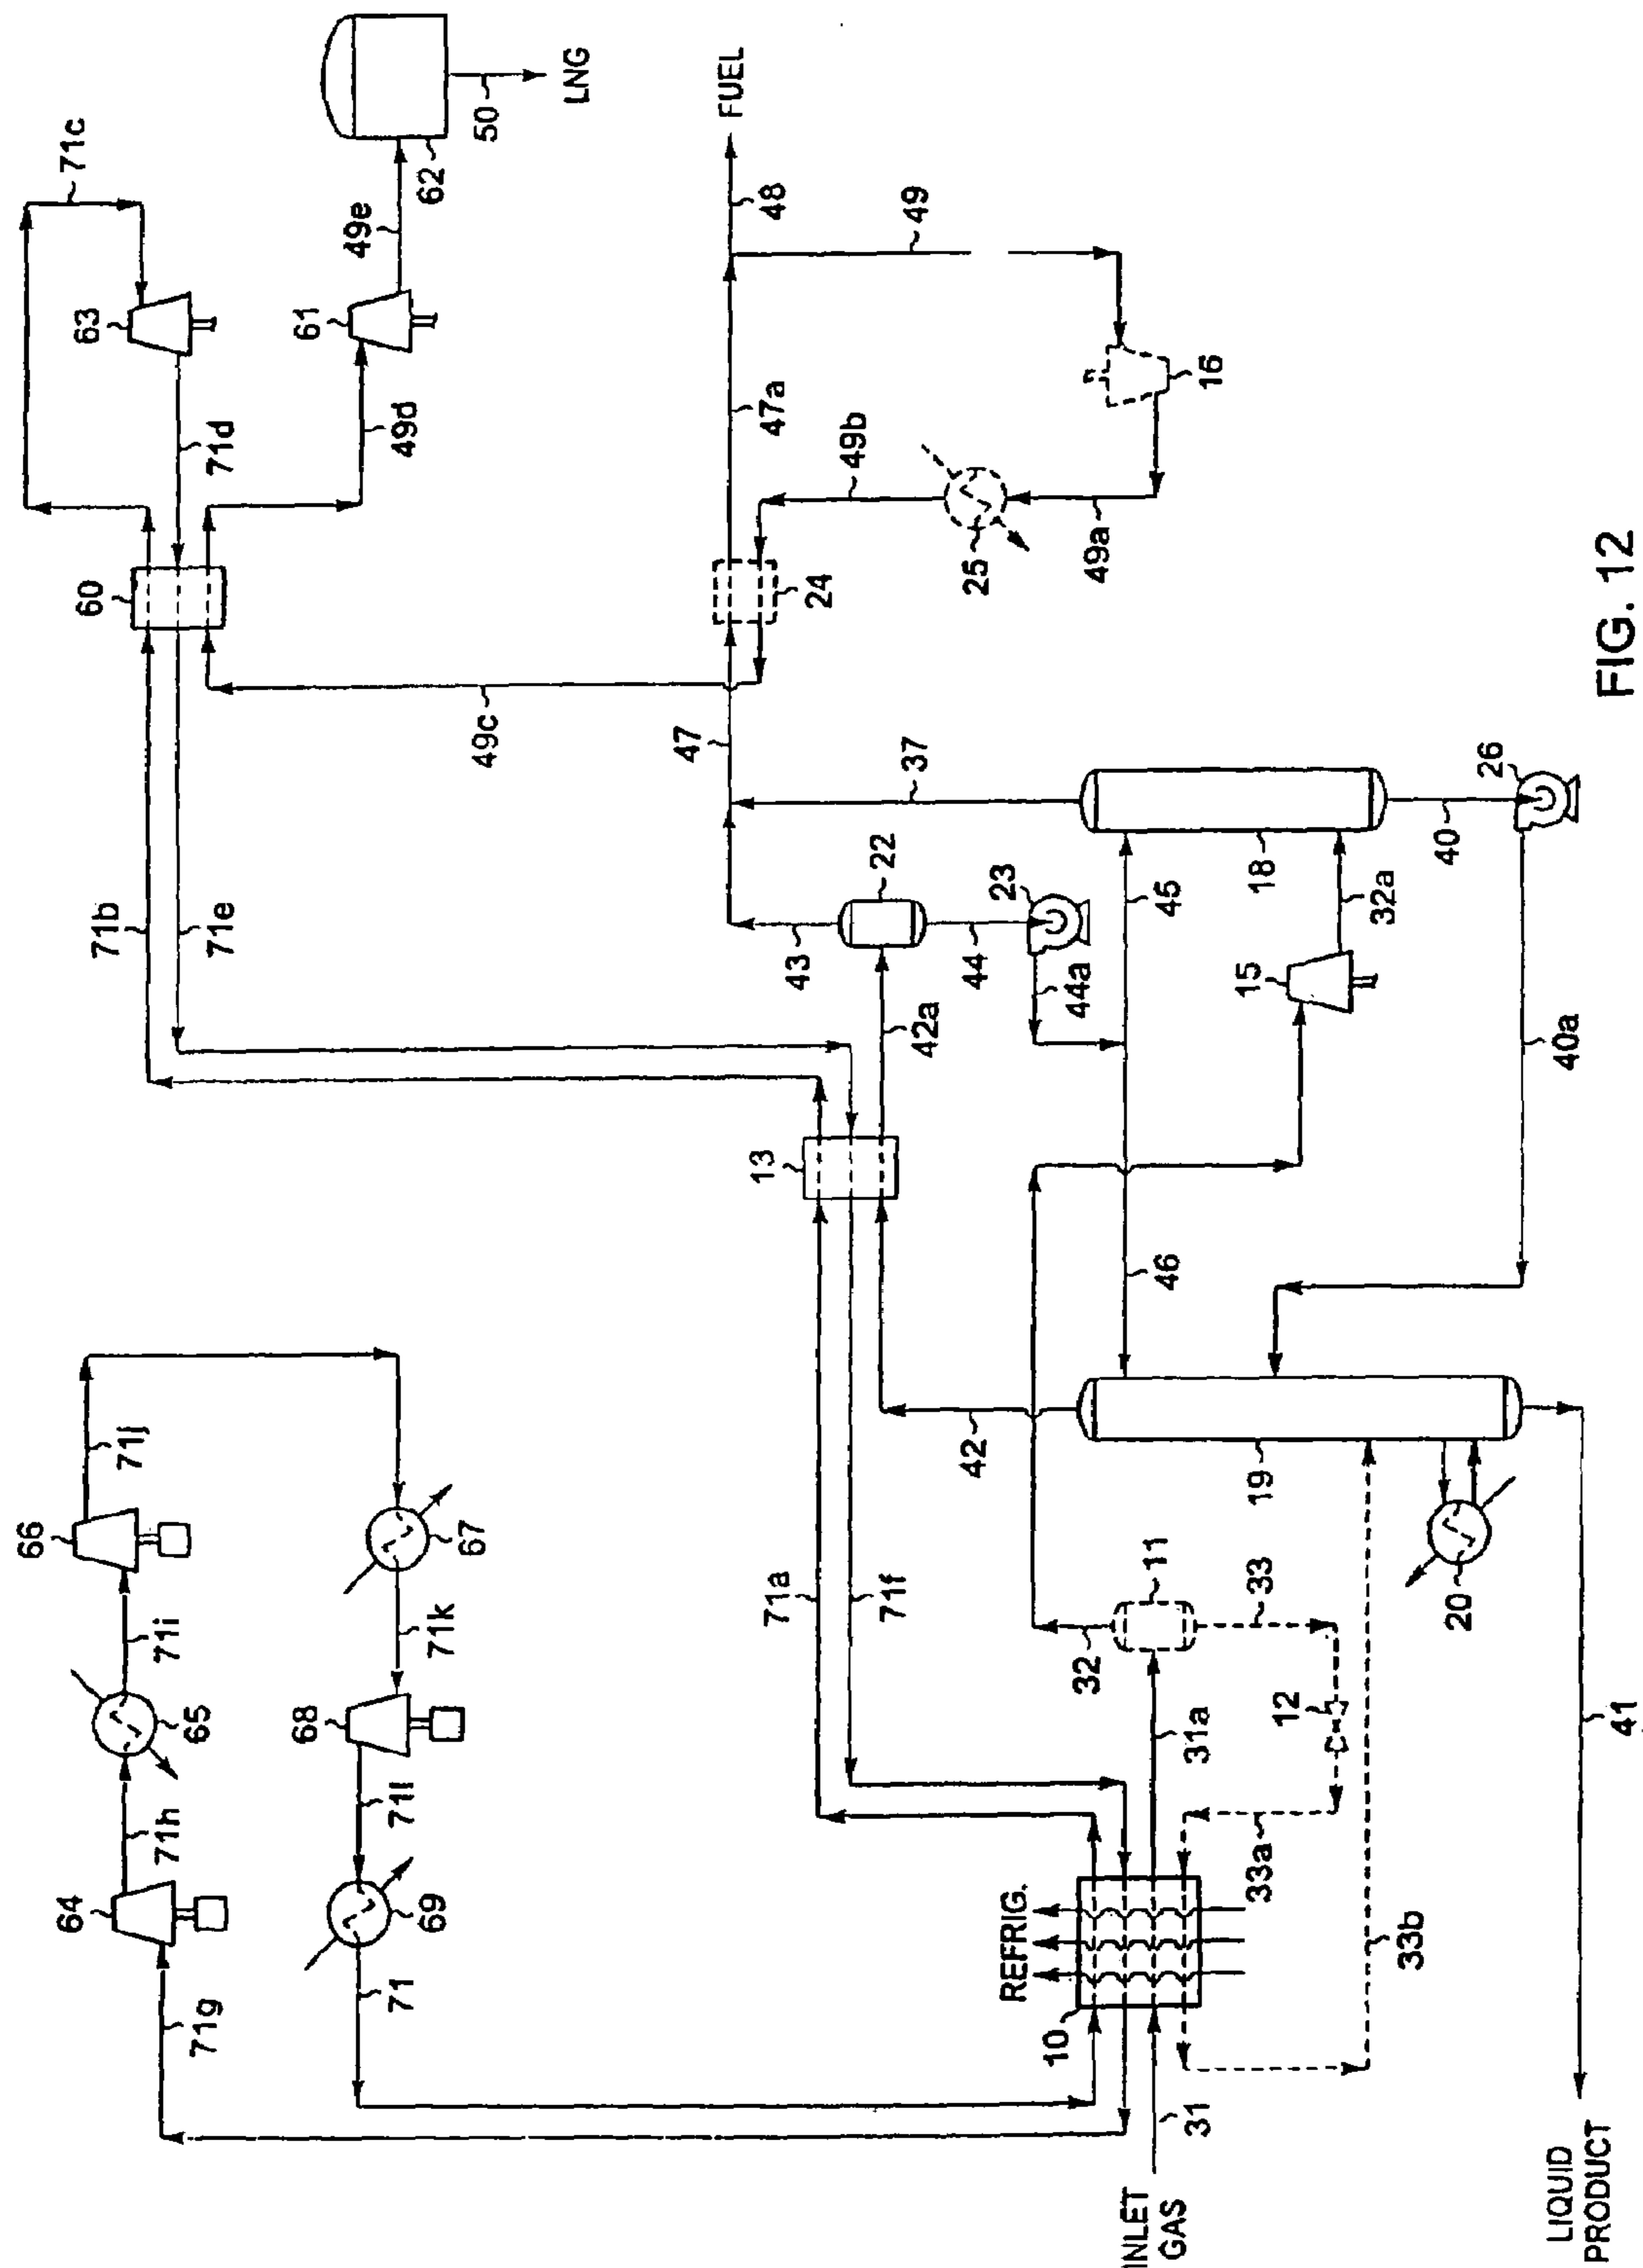 71c
63
71d
60
61
49d
49e
62
50
LNG
71b
71e
49c
FUEL
48
49
47a
47
24
49b
25
49a
16
37
43
22
42a
44
23
44a
45
18
32a
15
40
26
40a
13
46
42
19
20
66
71j
71i
65
71h
64
71g
67
71k
68
71l
69
71
71a
71f
32
11
33
31a
12
33a
33b
REFRIG.
10
31
INLET
GAS
41
LIQUID
PRODUCT
FIG. 12